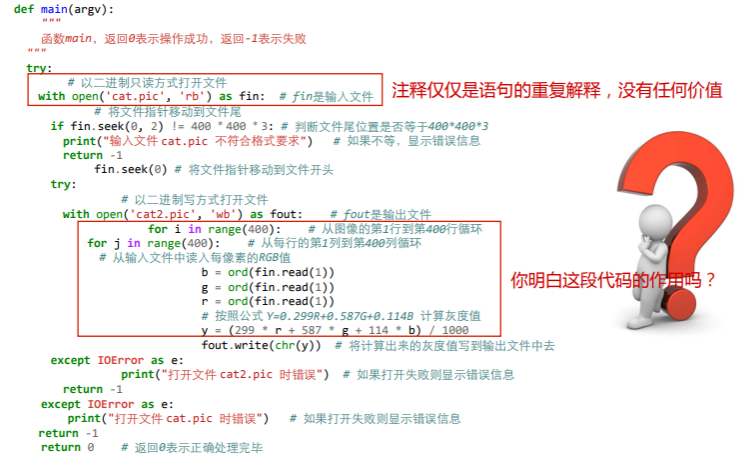 def main(argv):
"""
函数main，返回0表示操作成功，返回-1表示失败
"""
try:
# 以二进制只读方式打开文件
with open('cat.pic', 'rb') as fin:  # fin是输入文件
注释仅仅是语句的重复解释，没有任何价值
# 将文件指针移动到文件尾
if fin.seek(0, 2) != 400 *400 *3: # 判断文件尾位置是否等于400*400*3
print("输入文件 cat.pic 不符合格式要求")   # 如果不等，显示错误信息
return -1
fin.seek(0) # 将文件指针移动到文件开头
try:
# 以二进制写方式打开文件
with open('cat2.pic', 'wb') as fout:    # fout是输出文件
for i in range(400):    # 从图像的第1行到第400行循环
for j in range(400):    # 从每行的第1列到第400列循环
# 从输入文件中读入每像素的RGB值
b = ord(fin.read(1))
g = ord(fin.read(1))
r = ord(fin.read(1))
你明白这段代码的作用吗？
# 按照公式 Y=0.299R+0.587G+0.114B 计算灰度值
y = (299 * r + 587 * g + 114 * b) / 1000
fout.write(chr(y))  # 将计算出来的灰度值写到输出文件中去
except IOError as e:
print("打开文件 cat2.pic 时错误")  # 如果打开失败则显示错误信息
return -1
except IOError as e:
print("打开文件 cat.pic 时错误")   # 如果打开失败则显示错误信息
return -1
return 0    # 返回0表示正确处理完毕